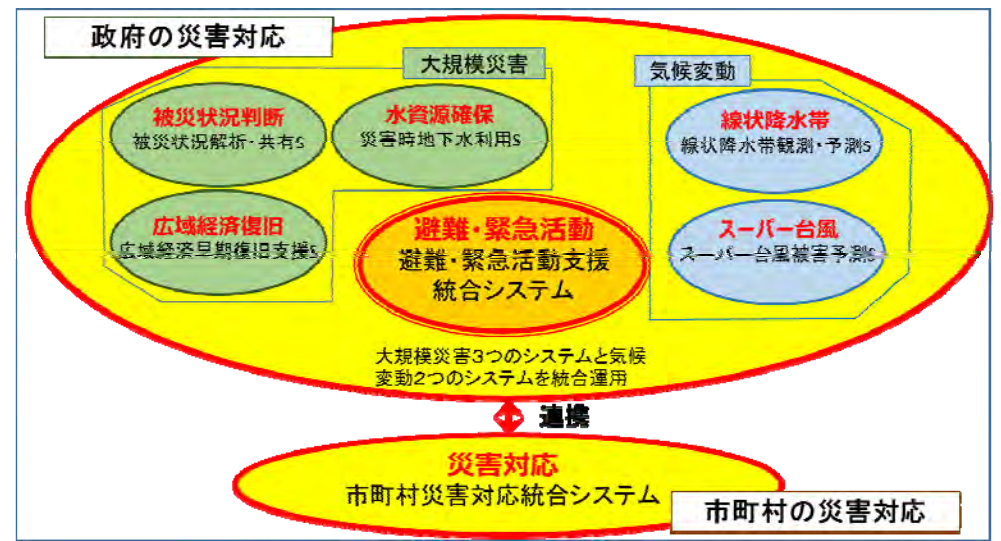 政府の災害対応
大規模災害
気候変動
被災状況判断
被災状況解析・共有S
水資源確保
災害時地下水利用S
線状降水帯
線状降水帯観測・予測S
広域経済復旧
広域経済早期復旧支援S
避難・緊急活動
避難・緊急活動支援
統合システム
スーパー台風
スーパー台風被害予測S
大規模災害3つのシステムと気候
変動2つのシステムを統合運用
連携
災害対応
市町村災害対応統合システム
市町村の災害対応